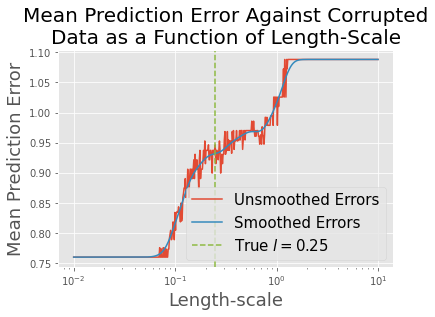 Mean Prediction Error Against Corrupted
Data as a Function of Length-Scale
Mean Prediction Error
1.10
1.05
1.00
0.95
0.90
0.85
0.80
0.75
Unsmoothed Errors
Smoothed Errors
True l = 0.25
10⁻²
10⁻¹
10⁰
10¹
Length-scale